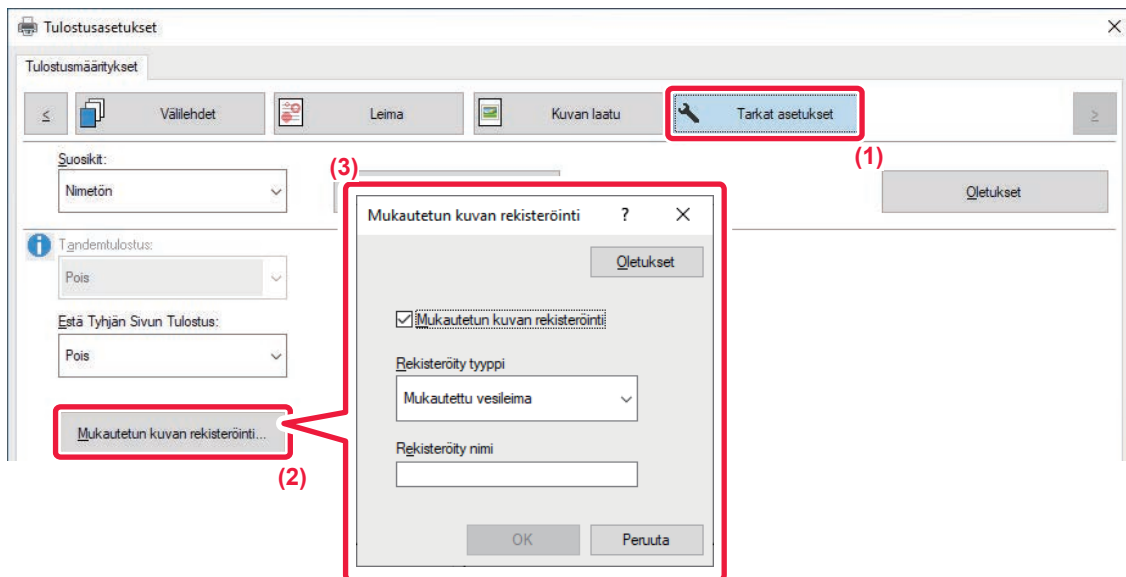 Tulostusasetukset
Tulostusmääritykset
<
Välilehdet
Leima
Kuvan laatu
Tarkat asetukset
>
(1)
Suosikit:
Nimetön
(3)
Oletukset
Mukautetun kuvan rekisteröinti ?
Oletukset
Tandemtulostus:
Pois
Mukautetun kuvan rekisteröinti
Estä Tyhjän Sivun Tulostus:
Pois
Rekisteröity tyyppi
Mukautettu vesileima
Mukautetun kuvan rekisteröinti...
(2)
Rekisteröity nimi
OK
Peruuta